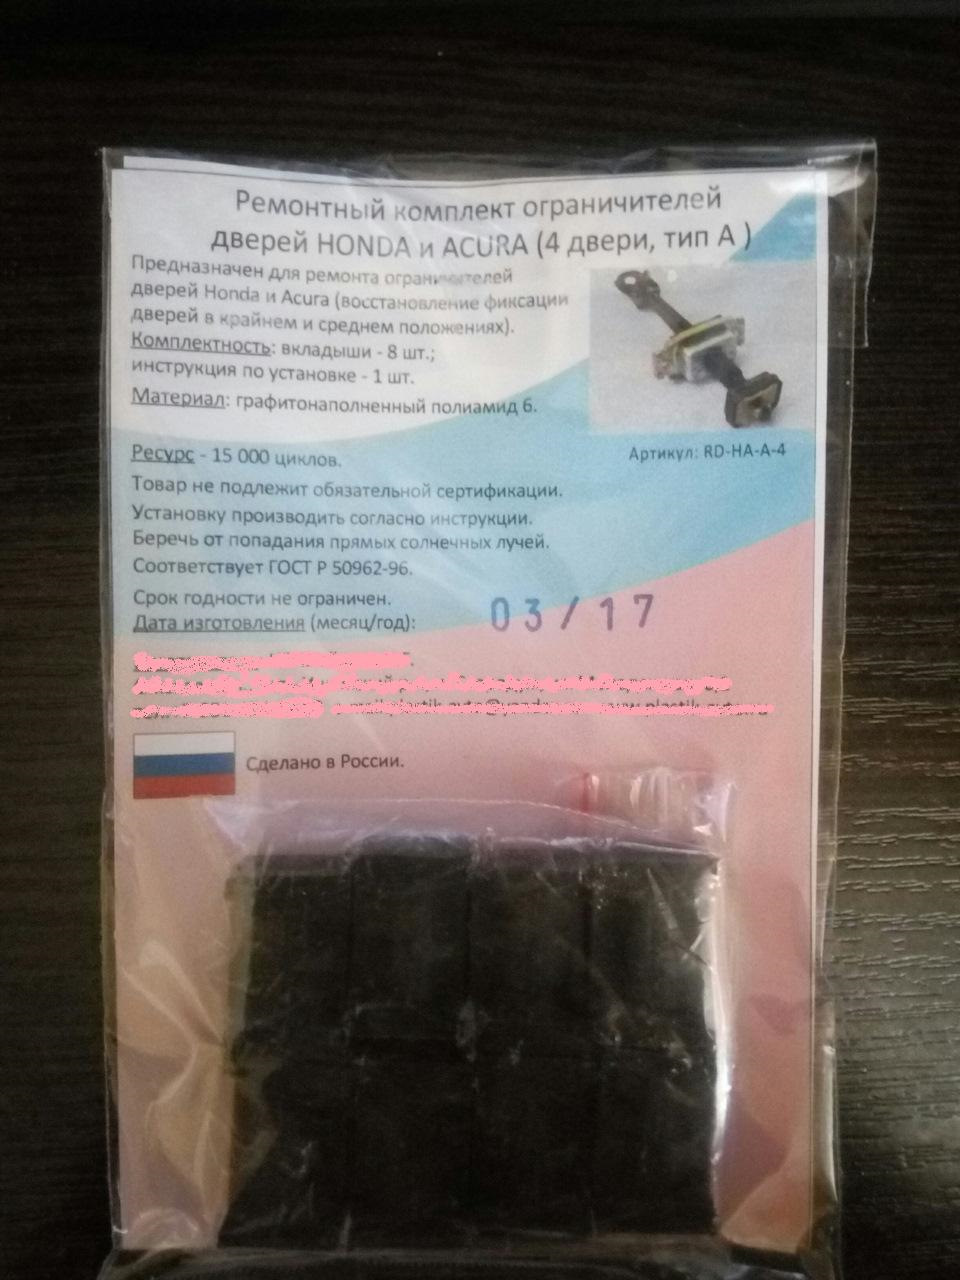 Ремонтный комплект ограничителей
дверей HONDA и ACURA (4 двери, тип А )
Предназначен для ремонта ограничителей
дверей Honda и Acura (восстановление фиксации
дверей в крайнем и среднем положениях).
Комплектность: вкладыши - 8 шт.;
инструкция по установке - 1 шт.
Материал: графитонаполненный полиамид 6.
Ресурс - 15 000 циклов.
Артикул: RD-HA-A-4
Товар не подлежит обязательной сертификации.
Установку производить согласно инструкции.
Беречь от попадания прямых солнечных лучей.
Соответствует ГОСТ Р 50962-96.
Срок годности не ограничен.
Дата изготовления (месяц/год): 03/17
Сделано в России.